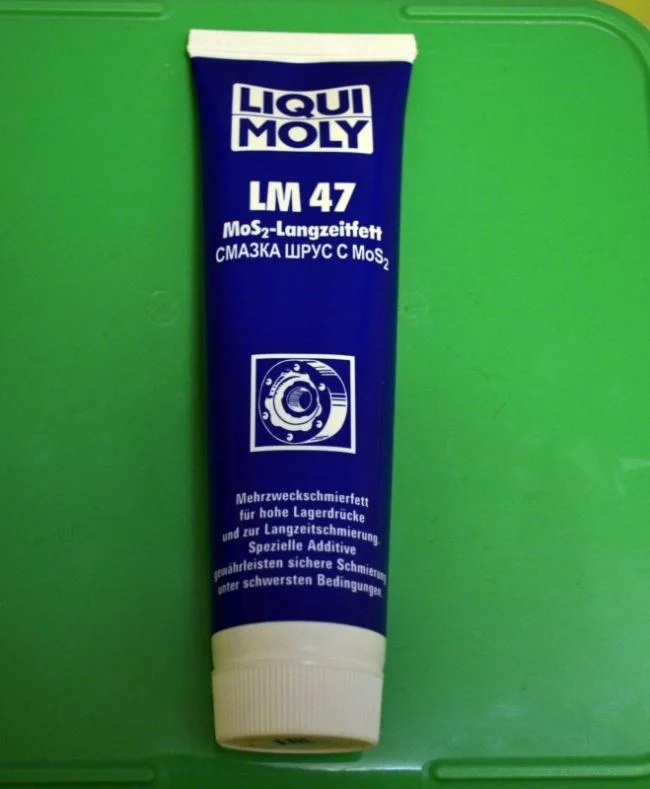 LIQUI
MOLY
LM 47
MoS₂-Langzeitfett
СМАЗКА ШРУС С MoS₂
Mehrzweckschmierfett
für hohe Lagerdrücke
und zur Langzeitschmierung.
Spezielle Additive
gewährleisten sichere Schmierung
unter schwersten Bedingungen.